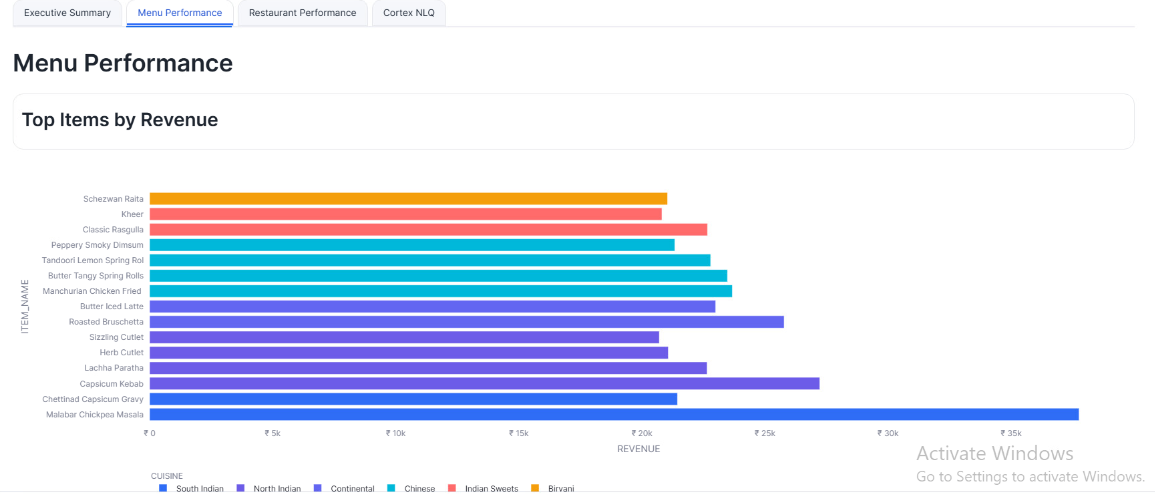 Executive Summary Menu Performance Restaurant Performance Cortex NLQ
Menu Performance
Top Items by Revenue
ITEM_NAME
Schezwan Raita
Kheer
Classic Rasgulla
Peppery Smoky Dimsum
Tandoori Lemon Spring Rol
Butter Tangy Spring Rolls
Manchurian Chicken Fried
Butter Iced Latte
Roasted Bruschetta
Sizzling Cutlet
Herb Cutlet
Lachha Paratha
Capsicum Kebab
Chettinad Capsicum Gravy
Malabar Chickpea Masala
₹ 0 ₹ 5k ₹ 10k ₹ 15k ₹ 20k ₹ 25k ₹ 30k ₹ 35k
REVENUE
CUISINE
South Indian North Indian Continental Chinese Indian Sweets Biryani
Activate Windows
Go to Settings to activate Windows.